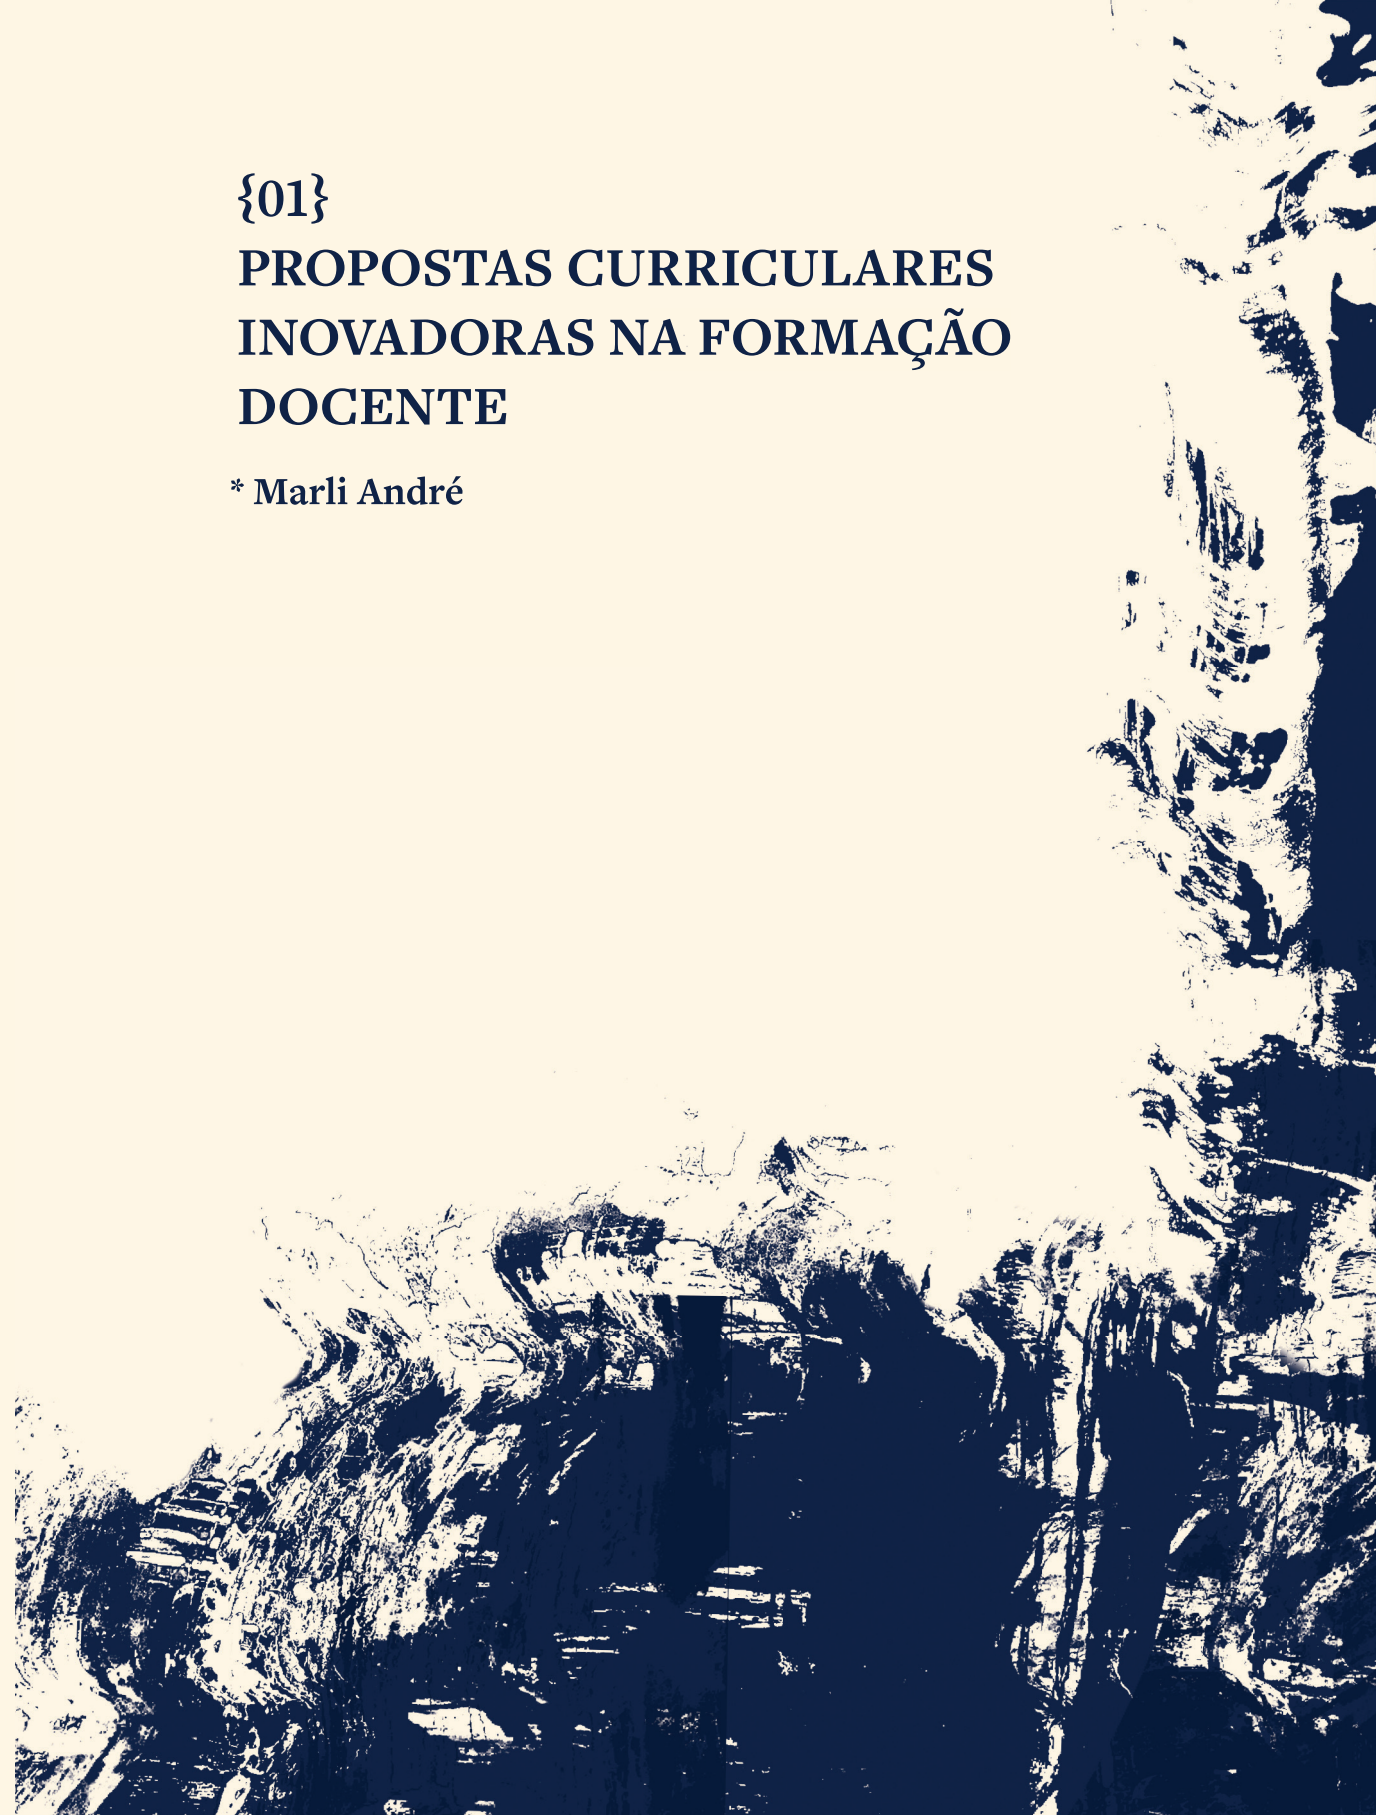 {01}
PROPOSTAS CURRICULARES
INOVADORAS NA FORMAÇÃO
DOCENTE
* Marli André